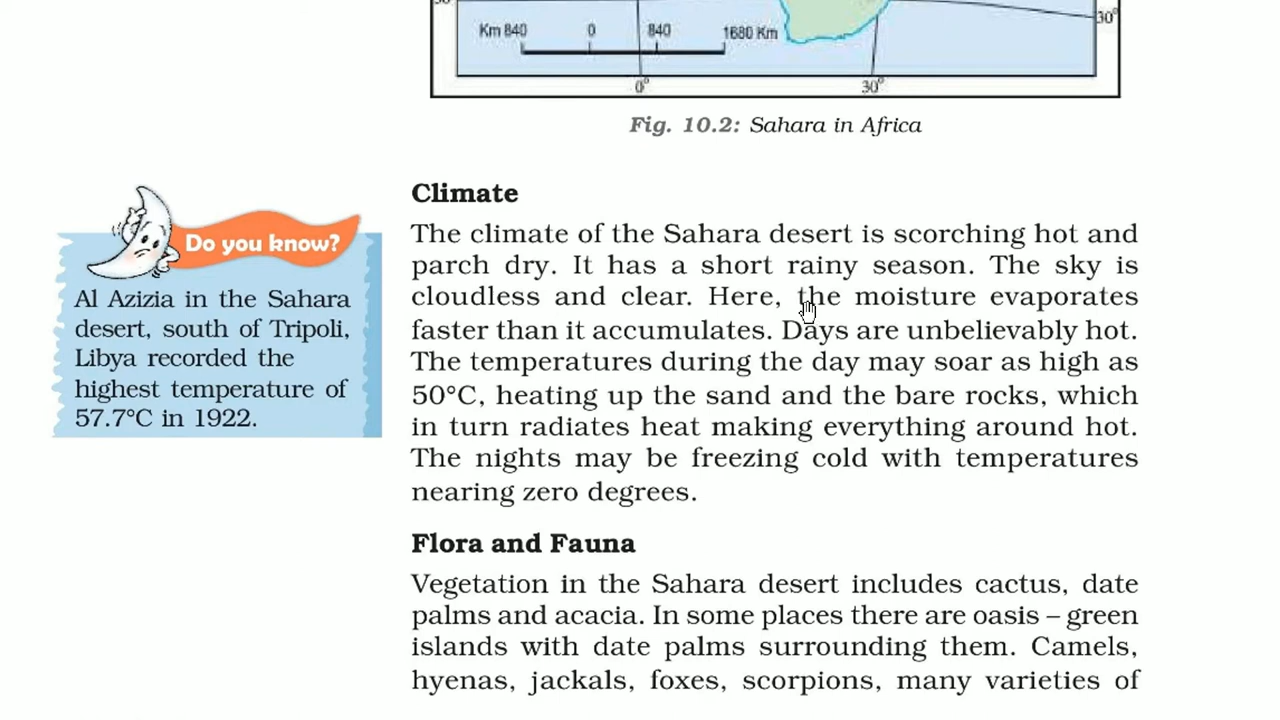 30°
Km 840 0 840 1680 Km
0° 30°
Fig. 10.2: Sahara in Africa
Climate
The climate of the Sahara desert is scorching hot and
parch dry. It has a short rainy season. The sky is
cloudless and clear. Here, the moisture evaporates
faster than it accumulates. Days are unbelievably hot.
The temperatures during the day may soar as high as
50°C, heating up the sand and the bare rocks, which
in turn radiates heat making everything around hot.
The nights may be freezing cold with temperatures
nearing zero degrees.
Do you know?
Al Azizia in the Sahara
desert, south of Tripoli,
Libya recorded the
highest temperature of
57.7°C in 1922.
Flora and Fauna
Vegetation in the Sahara desert includes cactus, date
palms and acacia. In some places there are oasis – green
islands with date palms surrounding them. Camels,
hyenas, jackals, foxes, scorpions, many varieties of